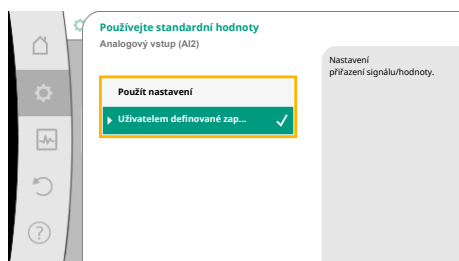 Používejte standardní hodnoty
Analogový vstup (AI2)
Nastavení
přiřazení signálu/hodnoty.
Použít nastavení
Uživatelem definované zap...
?